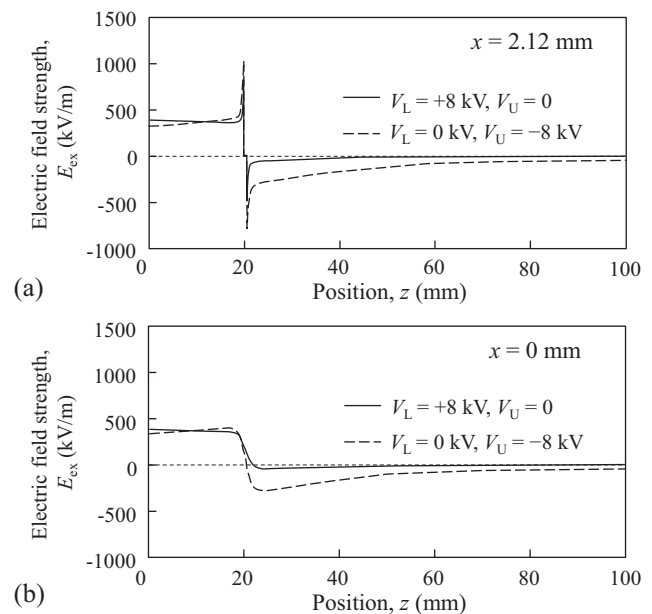 1500
1000
500
0
-500
-1000
Electric field strength,
E_ex (kV/m)
x = 2.12 mm
V_L = +8 kV, V_U = 0
V_L = 0 kV, V_U = −8 kV
0 20 40 60 80 100
Position, z (mm)
(a)
1500
1000
500
0
-500
-1000
Electric field strength,
E_ex (kV/m)
x = 0 mm
V_L = +8 kV, V_U = 0
V_L = 0 kV, V_U = −8 kV
0 20 40 60 80 100
Position, z (mm)
(b)